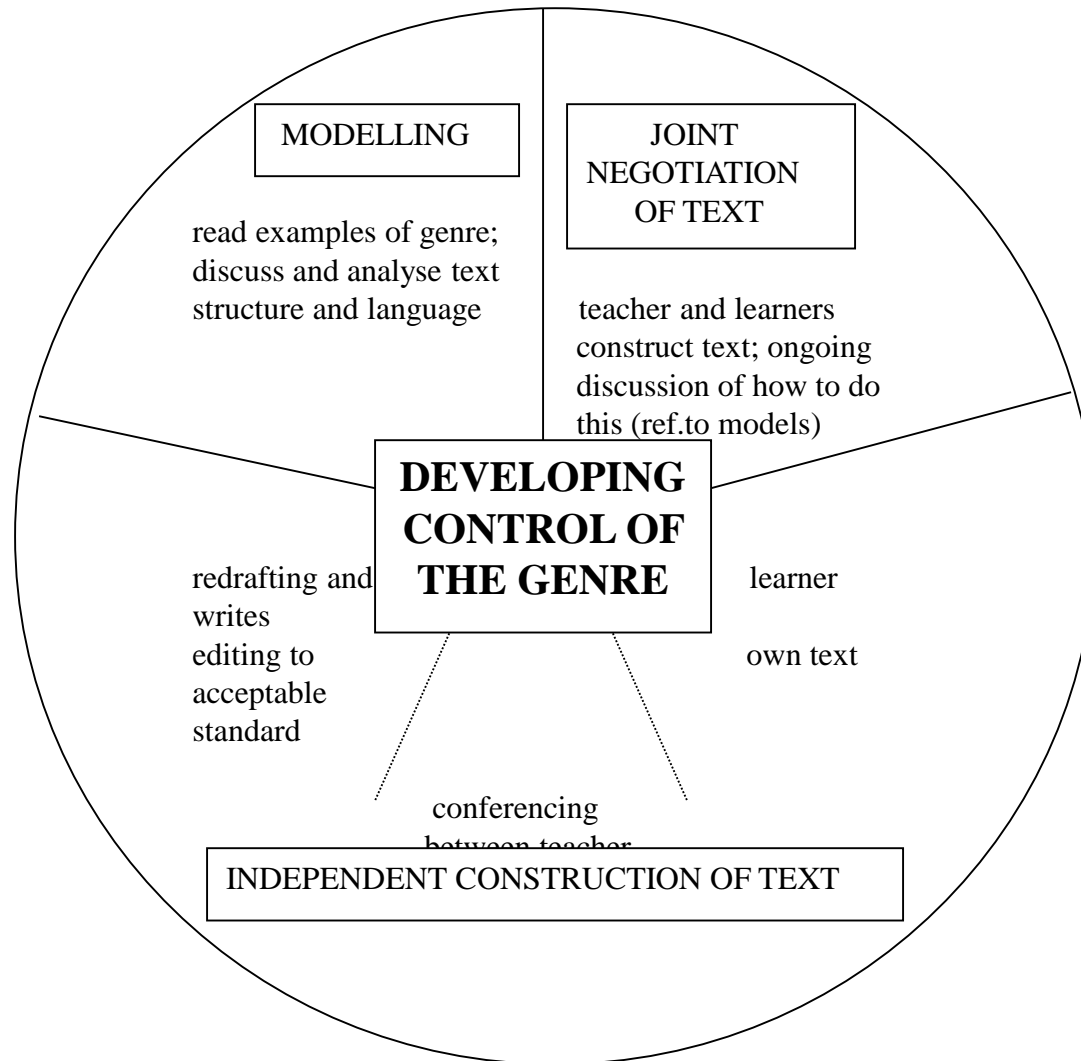 MODELLING
read examples of genre;
discuss and analyse text
structure and language
JOINT
NEGOTIATION
OF TEXT
teacher and learners
construct text; ongoing
discussion of how to do
this (ref.to models)
DEVELOPING
CONTROL OF
THE GENRE
redrafting and
writes
editing to
acceptable
standard
learner
own text
conferencing
between teacher
INDEPENDENT CONSTRUCTION OF TEXT